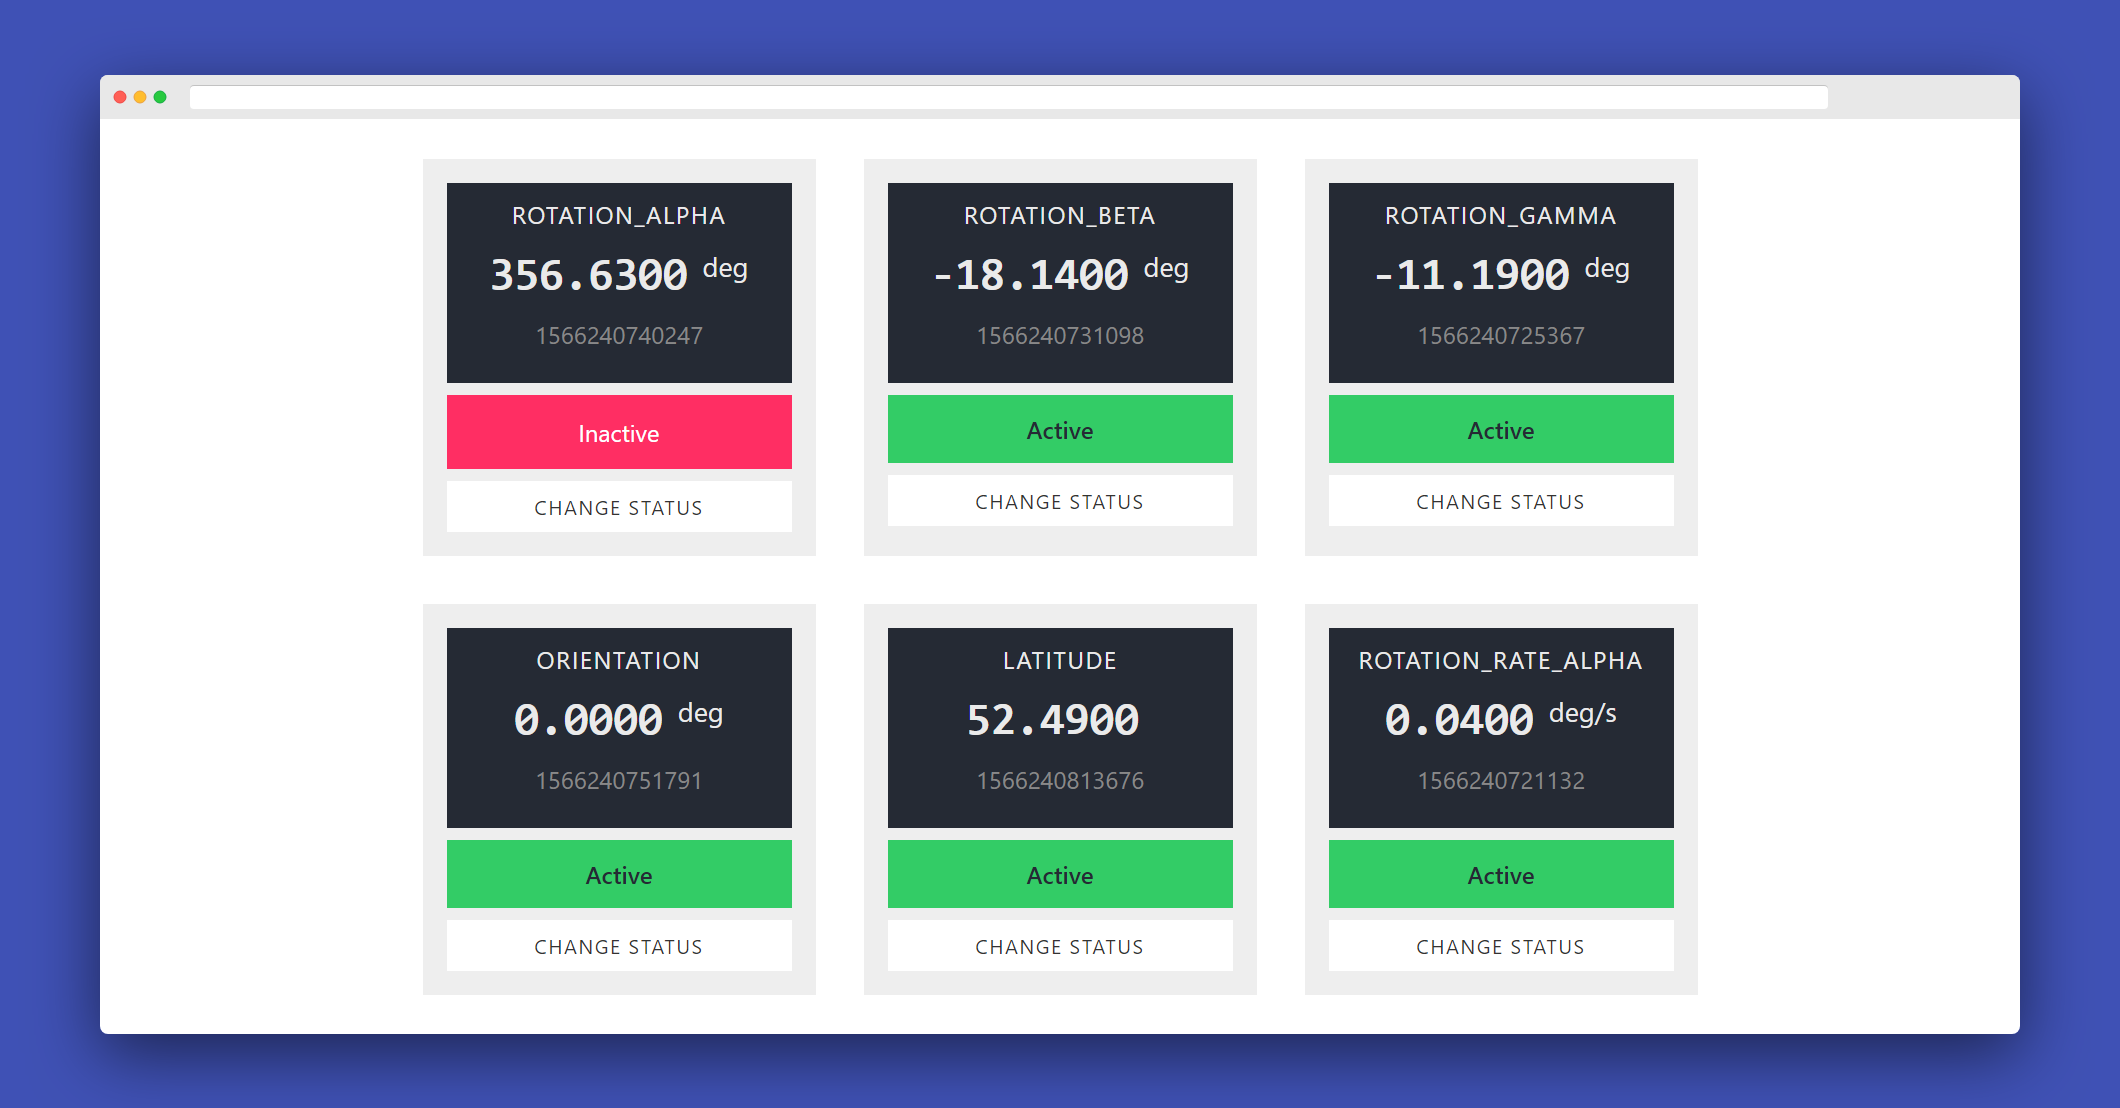 ROTATION_ALPHA
356.6300 deg
1566240740247
Inactive
CHANGE STATUS
ROTATION_BETA
-18.1400 deg
1566240731098
Active
CHANGE STATUS
ROTATION_GAMMA
-11.1900 deg
1566240725367
Active
CHANGE STATUS
ORIENTATION
0.0000 deg
1566240751791
Active
CHANGE STATUS
LATITUDE
52.4900
1566240813676
Active
CHANGE STATUS
ROTATION_RATE_ALPHA
0.0400 deg/s
1566240721132
Active
CHANGE STATUS